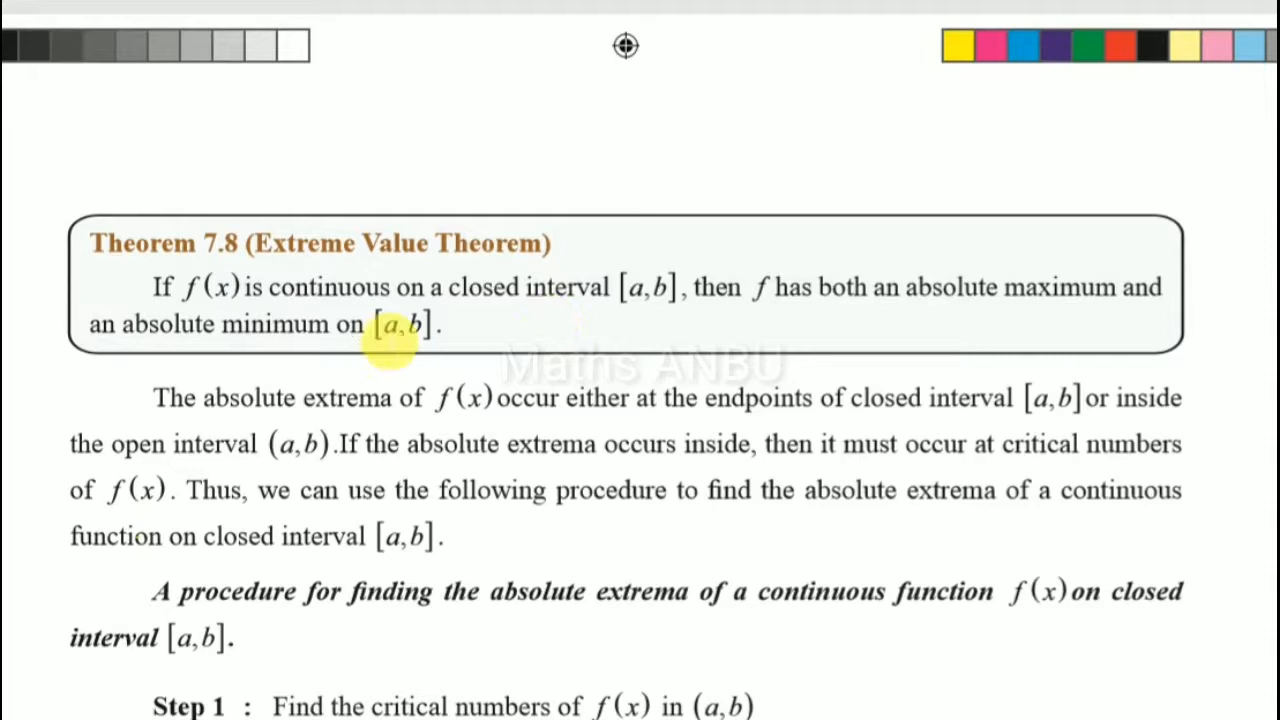 Theorem 7.8 (Extreme Value Theorem)
If f(x) is continuous on a closed interval [a,b], then f has both an absolute maximum and
an absolute minimum on [a,b].
Maths ANBU
The absolute extrema of f(x) occur either at the endpoints of closed interval [a,b] or inside
the open interval (a,b).If the absolute extrema occurs inside, then it must occur at critical numbers
of f(x). Thus, we can use the following procedure to find the absolute extrema of a continuous
function on closed interval [a,b].
A procedure for finding the absolute extrema of a continuous function f(x) on closed
interval [a,b].
Step 1 : Find the critical numbers of f(x) in (a,b)